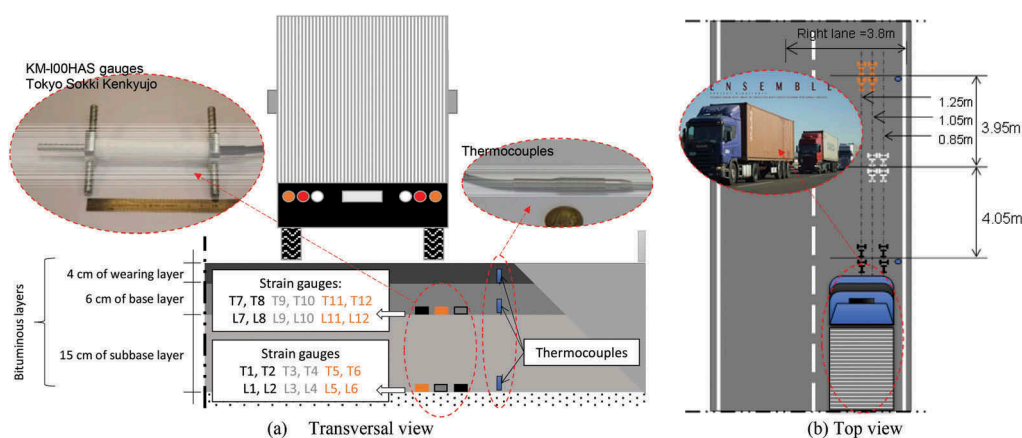 KM-I00HAS gauges
Tokyo Sokki Kenkyujo
Thermocouples
Bituminous layers
4 cm of wearing layer
6 cm of base layer
15 cm of subbase layer
Strain gauges:
T7, T8 T9, T10 T11, T12
L7, L8 L9, L10 L11, L12
Strain gauges
T1, T2 T3, T4 T5, T6
L1, L2 L3, L4 L5, L6
Thermocouples
(a) Transversal view
Right lane =3.8m
ENSEMBLE
1.25m
1.05m
0.85m
3.95m
4.05m
(b) Top view